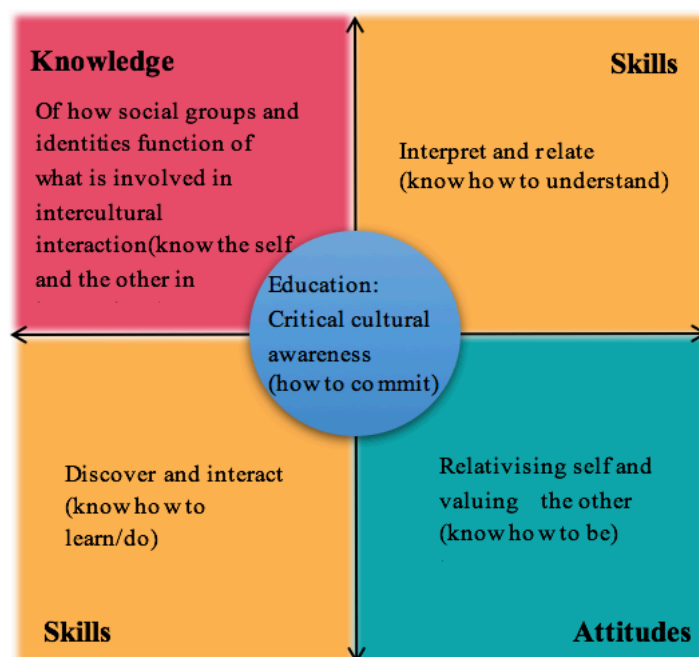 Knowledge
Of how social groups and
identities function of
what is involved in
intercultural
interaction(know the self
and the other in
Skills
Interpret and relate
(know how to understand)
Education:
Critical cultural
awareness
(how to commit)
Discover and interact
(know how to
learn/do)
Skills
Relativising self and
valuing the other
(know how to be)
Attitudes